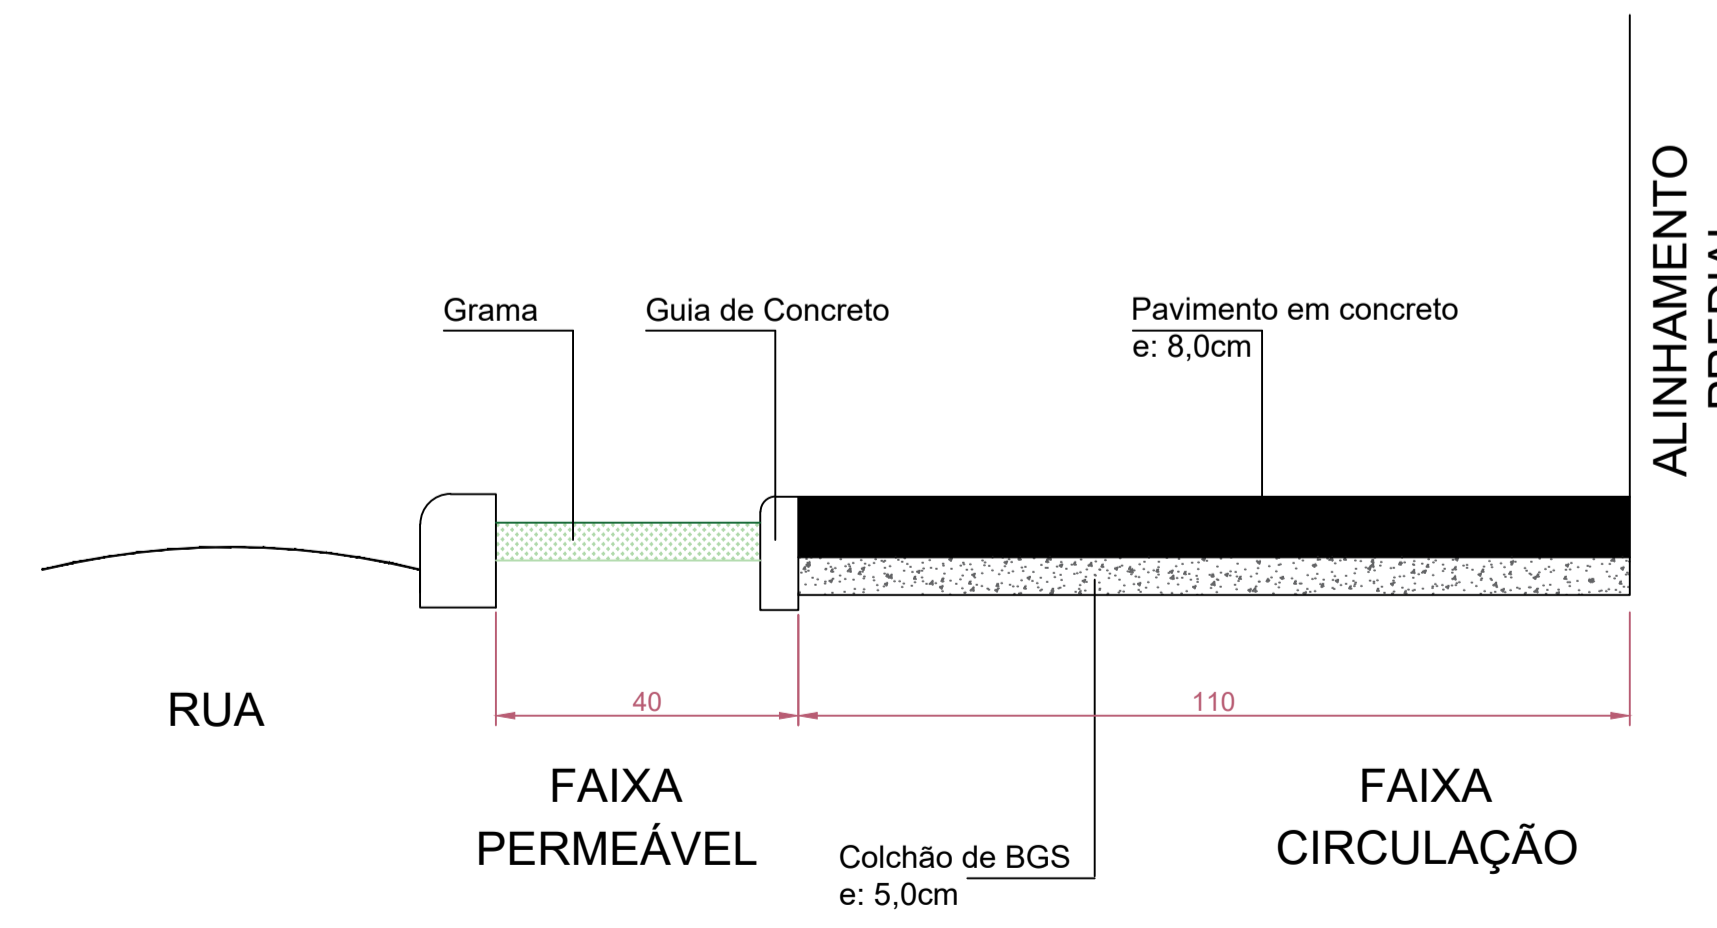 Grama
Guia de Concreto
Pavimento em concreto
e: 8,0cm
ALINHAMENTO
40
110
RUA
FAIXA
PERMEÁVEL
FAIXA
CIRCULAÇÃO
Colchão de BGS
e: 5,0cm